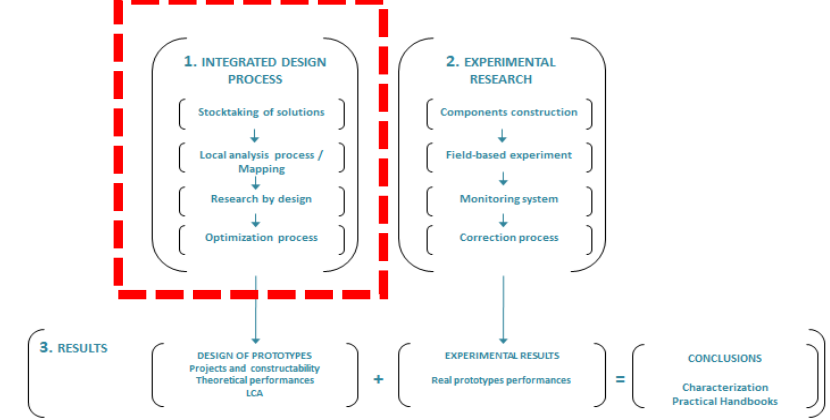 1. INTEGRATED DESIGN
PROCESS
Stocktaking of solutions
Local analysis process /
Mapping
Research by design
Optimization process
2. EXPERIMENTAL
RESEARCH
Components construction
Field-based experiment
Monitoring system
Correction process
3. RESULTS
DESIGN OF PROTOTYPES
Projects and constructability
Theoretical performances
LCA
+
EXPERIMENTAL RESULTS
Real prototypes performances
=
CONCLUSIONS
Characterization
Practical Handbooks